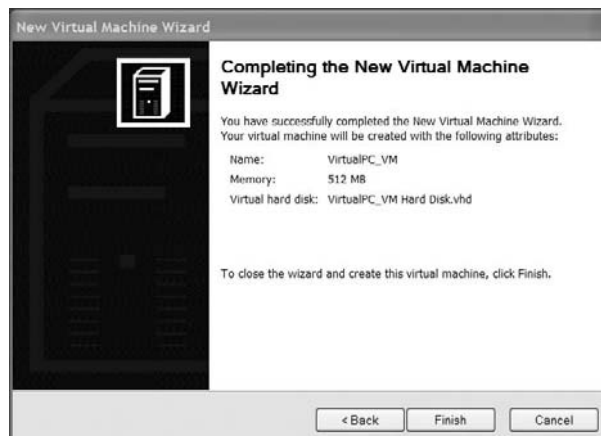 New Virtual Machine Wizard
Completing the New Virtual Machine
Wizard
You have successfully completed the New Virtual Machine Wizard.
Your virtual machine will be created with the following attributes:
Name: VirtualPC_VM
Memory: 512 MB
Virtual hard disk: VirtualPC_VM Hard Disk.vhd
To close the wizard and create this virtual machine, click Finish.
< Back Finish Cancel